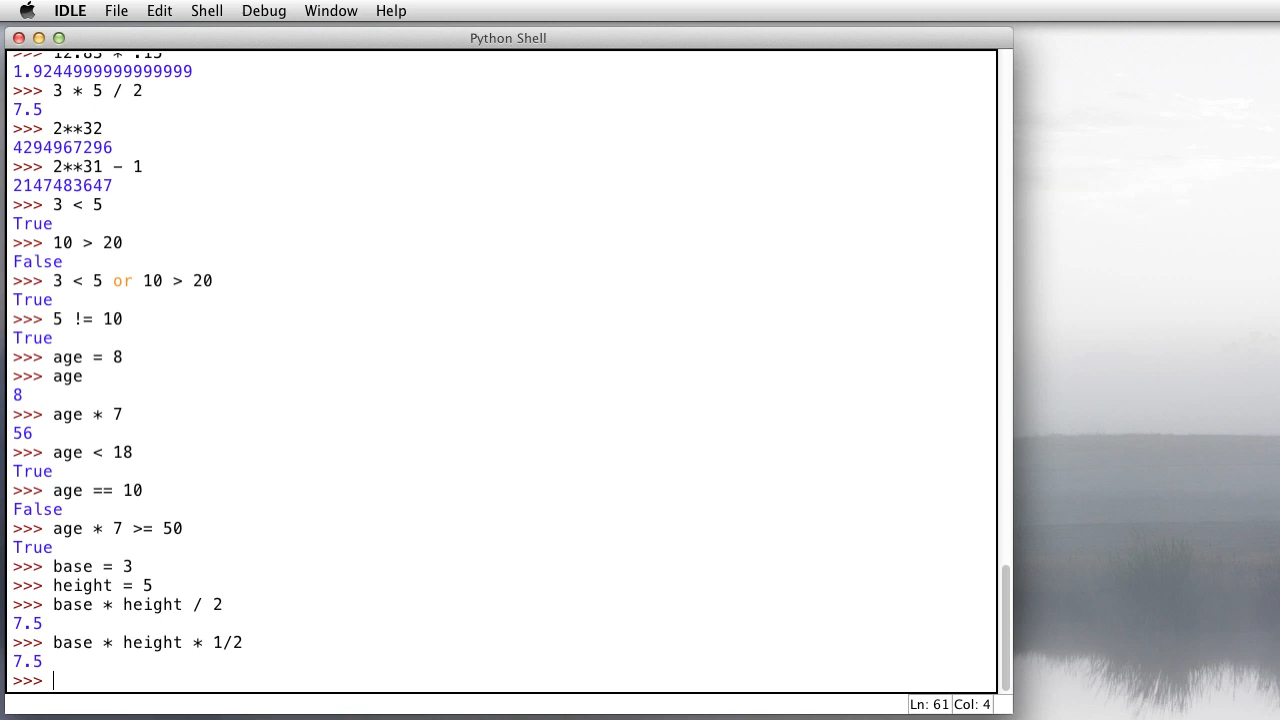 IDLE File Edit Shell Debug Window Help
Python Shell
>>> 12.83 * .15
1.9244999999999999
>>> 3 * 5 / 2
7.5
>>> 2**32
4294967296
>>> 2**31 - 1
2147483647
>>> 3 < 5
True
>>> 10 > 20
False
>>> 3 < 5 or 10 > 20
True
>>> 5 != 10
True
>>> age = 8
>>> age
8
>>> age * 7
56
>>> age < 18
True
>>> age == 10
False
>>> age * 7 >= 50
True
>>> base = 3
>>> height = 5
>>> base * height / 2
7.5
>>> base * height * 1/2
7.5
>>>
Ln: 61 Col: 4